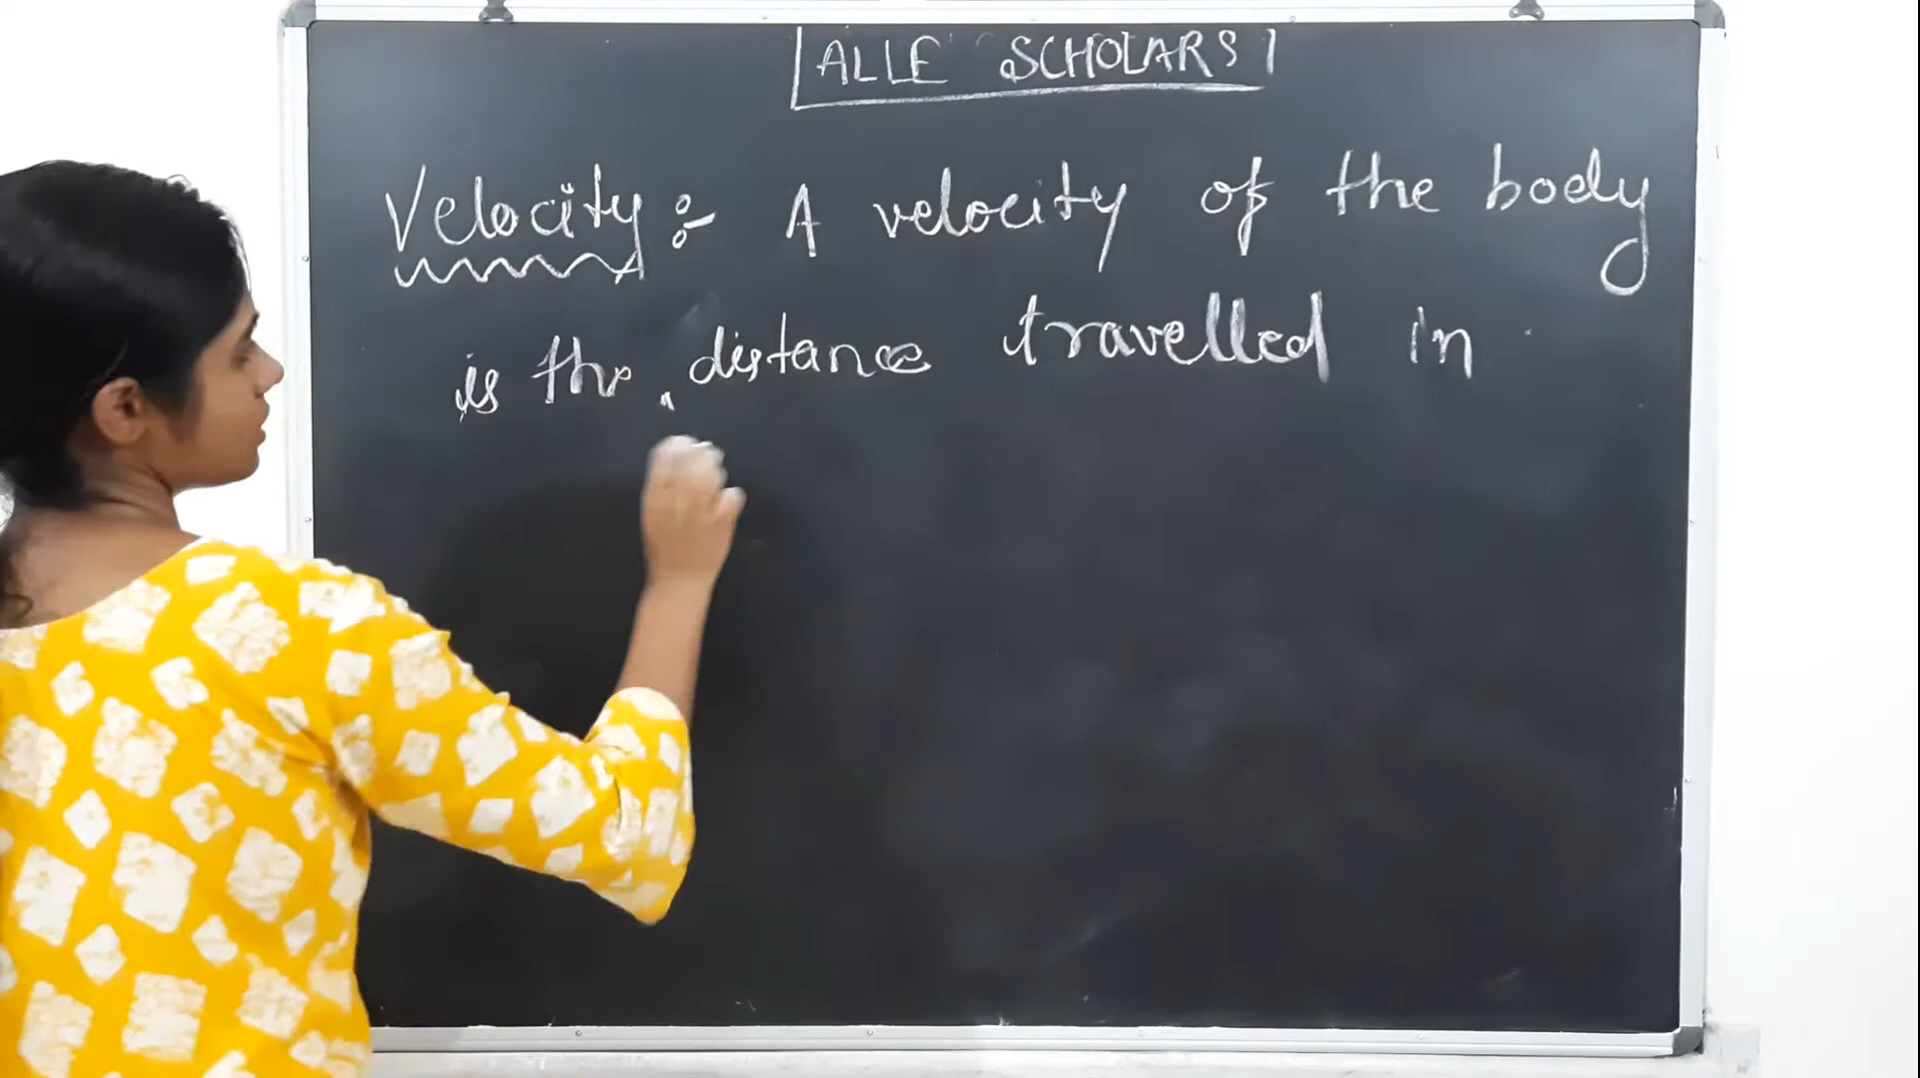 ALLE SCHOLARS
Velocity :- A velocity of the body
is the distance travelled in